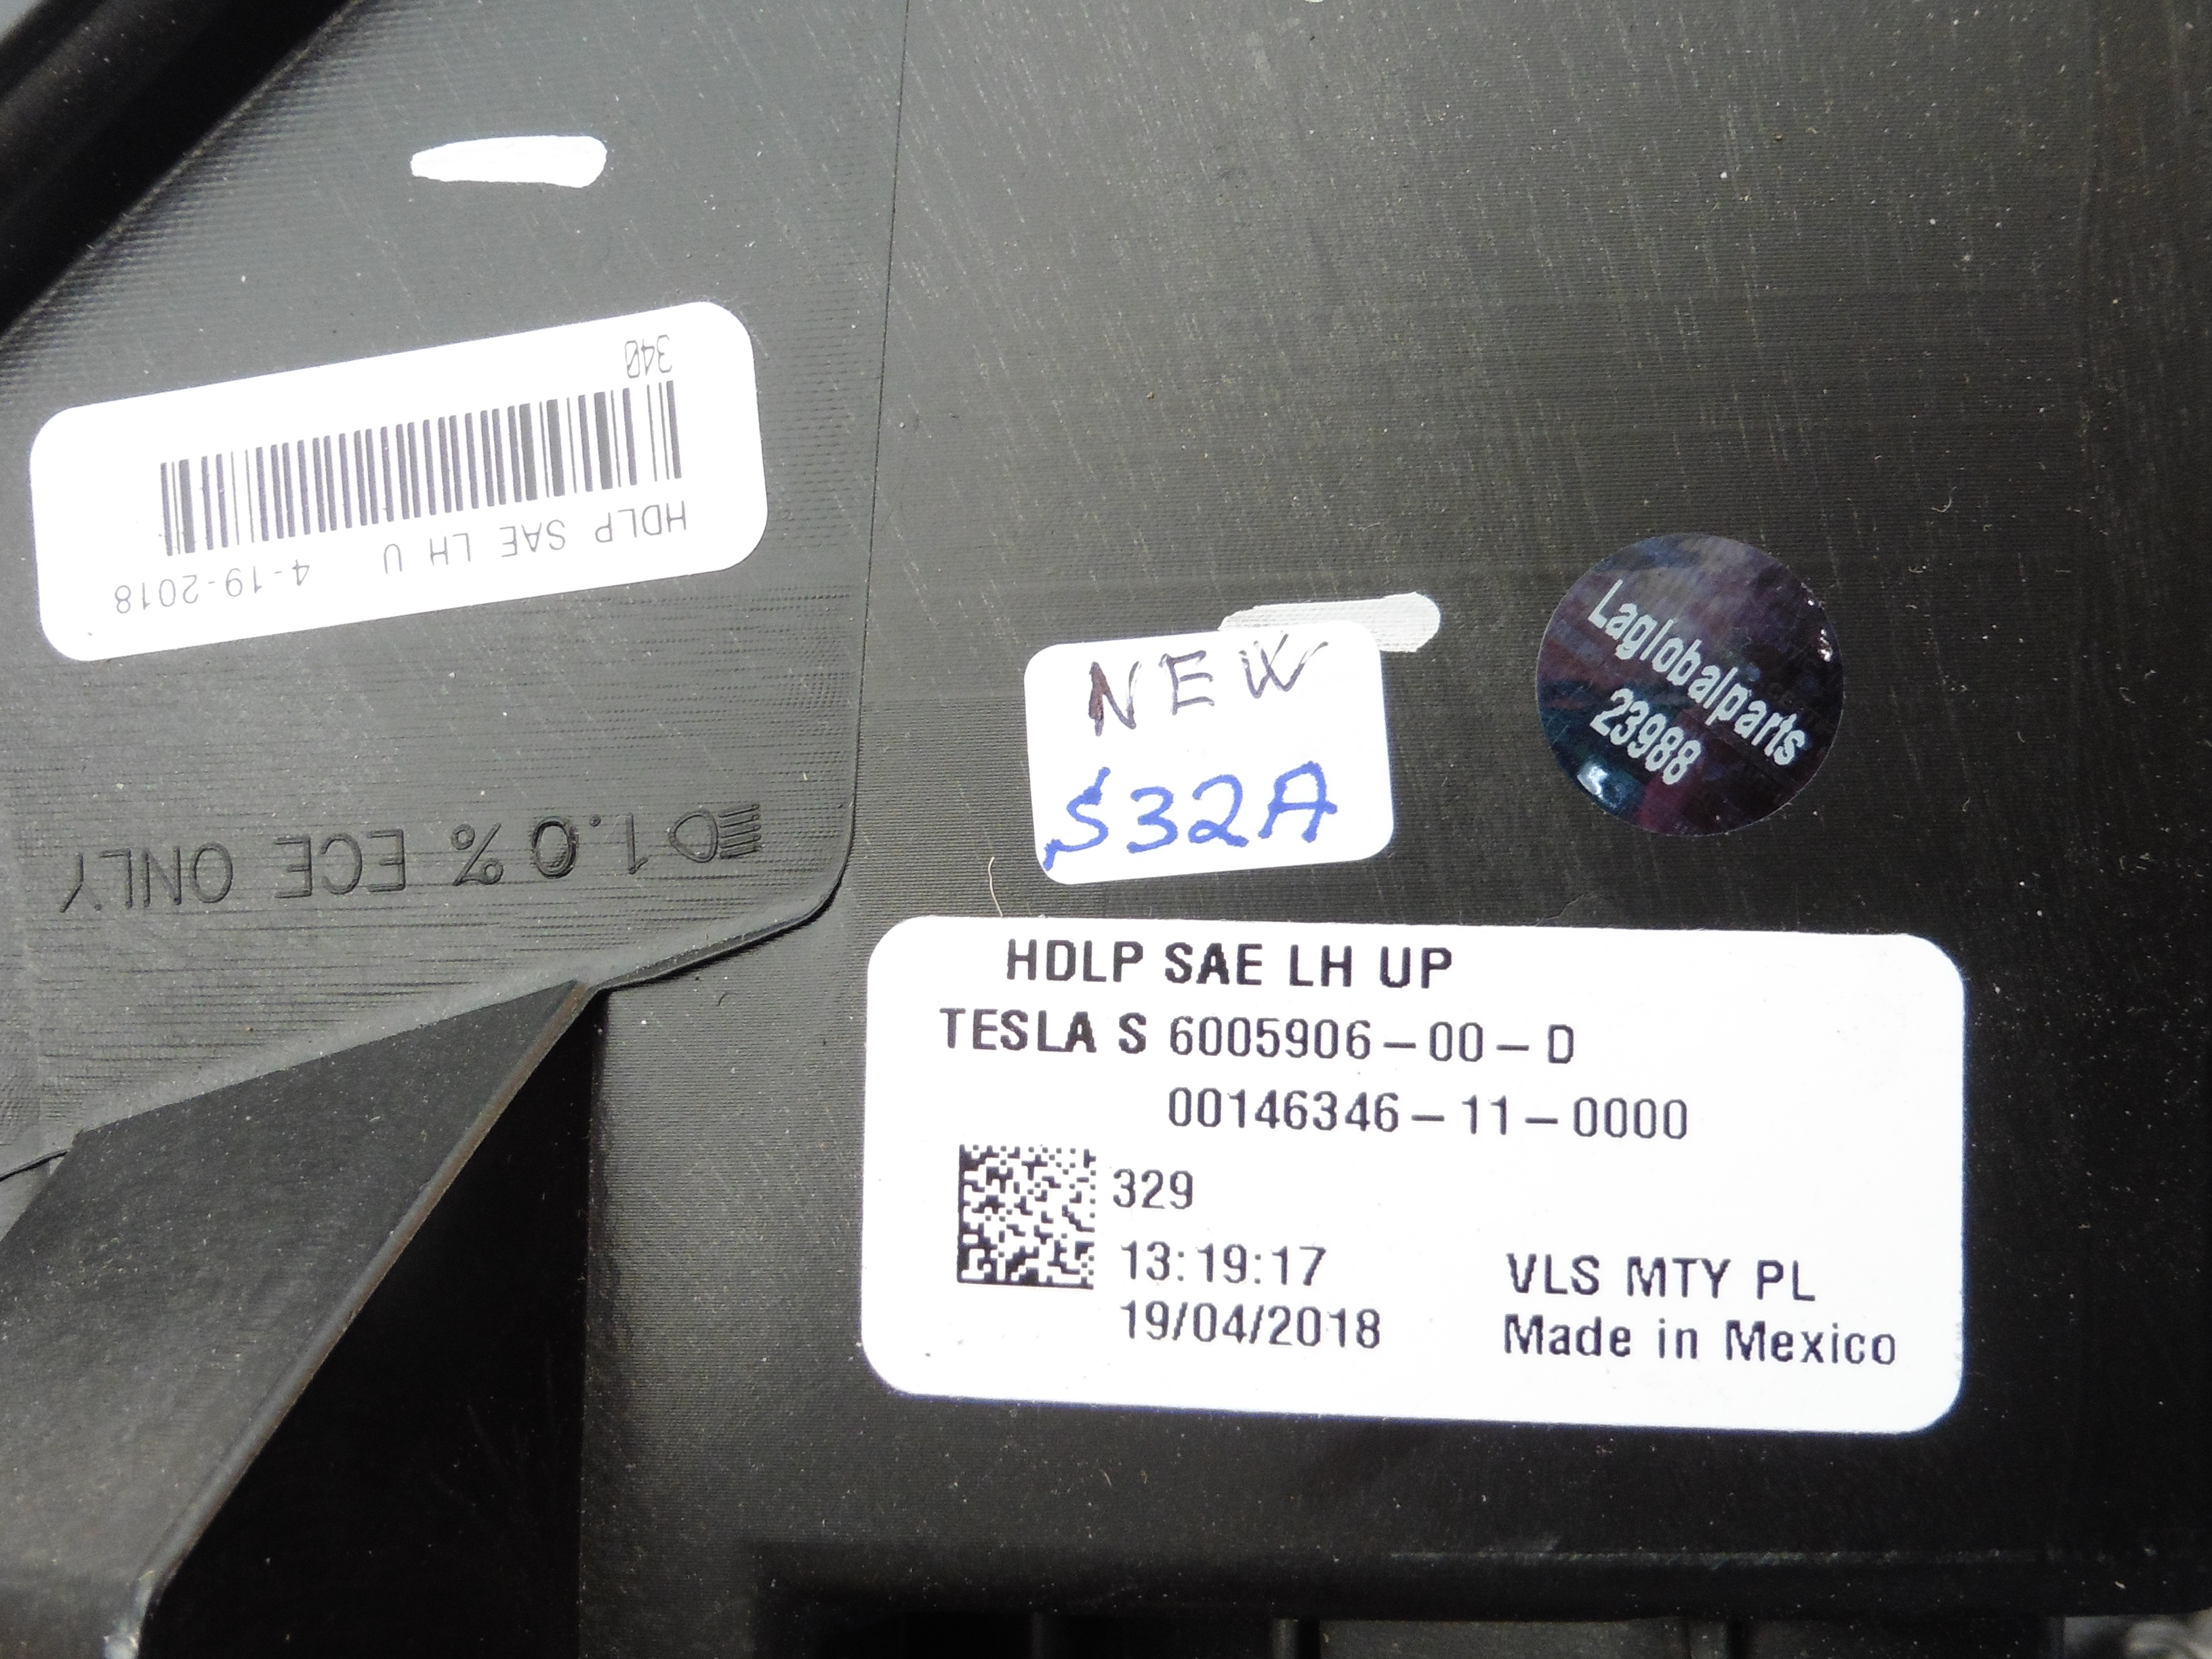 340
HDLP SAE LH U 4-19-2018
1.0 % ECE ONLY
NEW
S32A
Laglobalparts
23988
HDLP SAE LH UP
TESLA S 6005906-00-D
00146346-11-0000
329
13:19:17
19/04/2018
VLS MTY PL
Made in Mexico